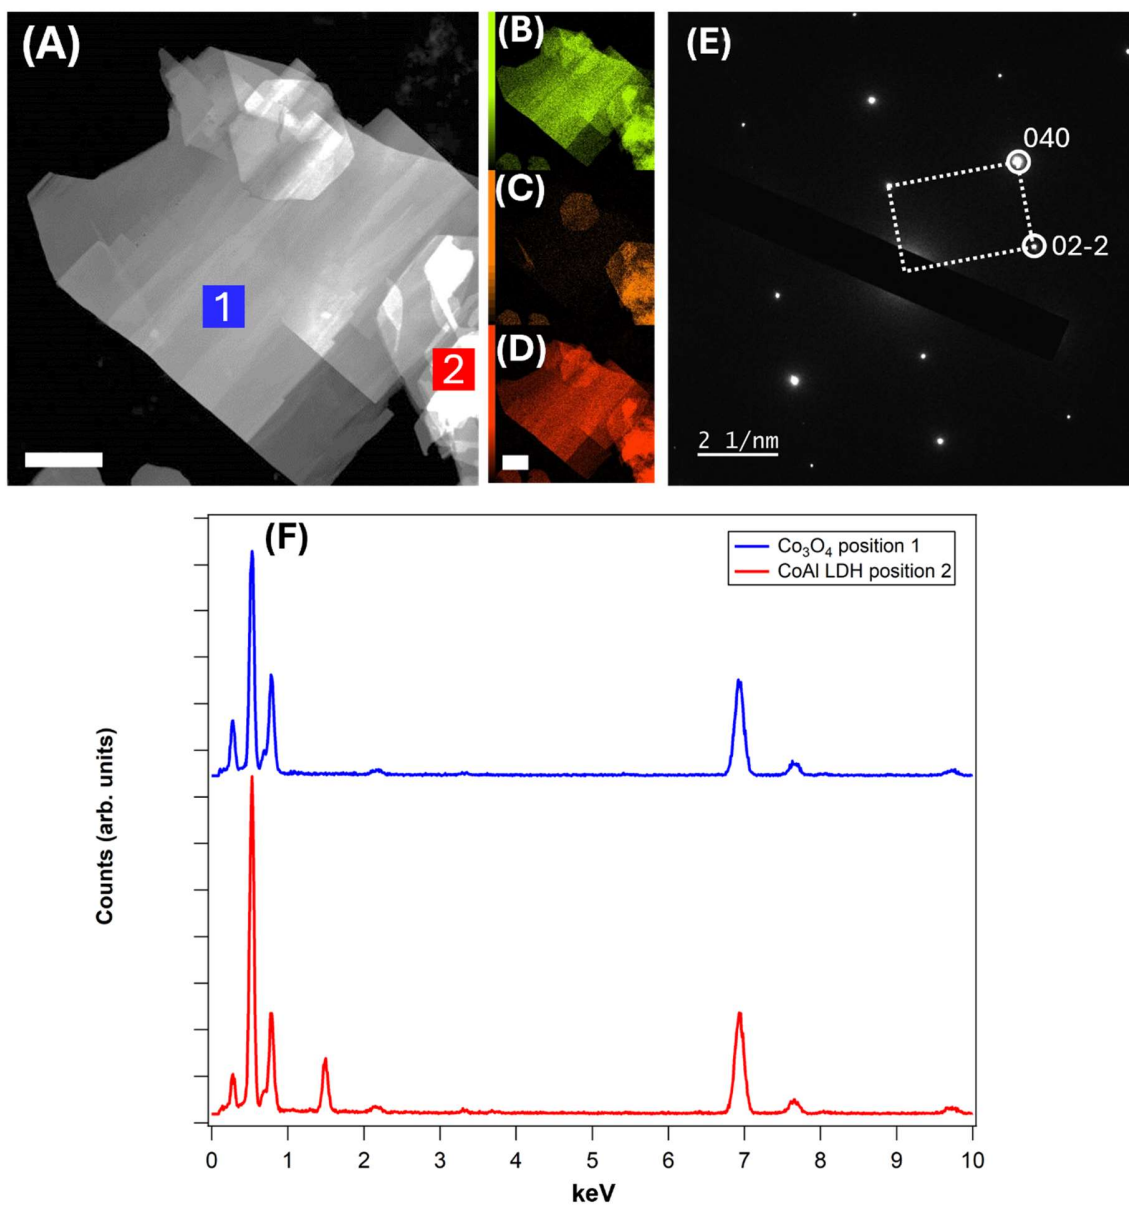 (A)
1
2
(B)
(C)
(D)
(E)
040
02-2
2 1/nm
(F)
Co₃O₄ position 1
CoAl LDH position 2
Counts (arb. units)
0 1 2 3 4 5 6 7 8 9 10
keV